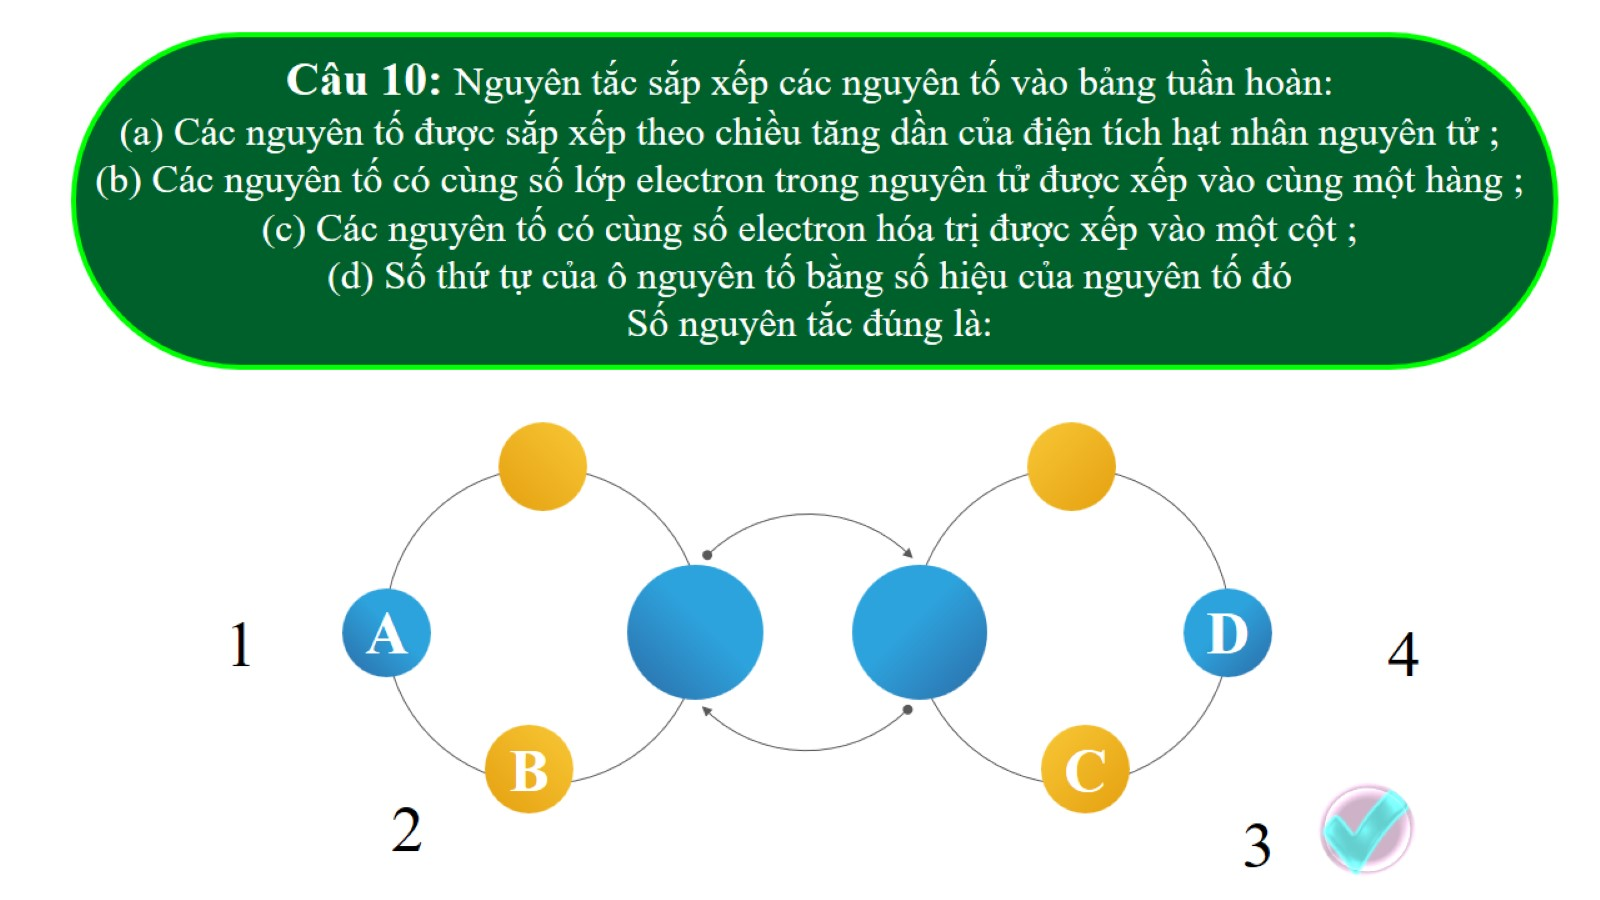 Câu 10: Nguyên tắc sắp xếp các nguyên tố vào bảng tuần hoàn:
(a) Các nguyên tố được sắp xếp theo chiều tăng dần của điện tích hạt nhân nguyên tử ;
(b) Các nguyên tố có cùng số lớp electron trong nguyên tử được xếp vào cùng một hàng ;
(c) Các nguyên tố có cùng số electron hóa trị được xếp vào một cột ;
(d) Số thứ tự của ô nguyên tố bằng số hiệu của nguyên tố đó
Số nguyên tắc đúng là:
1
A
D
4
B
C
2
3